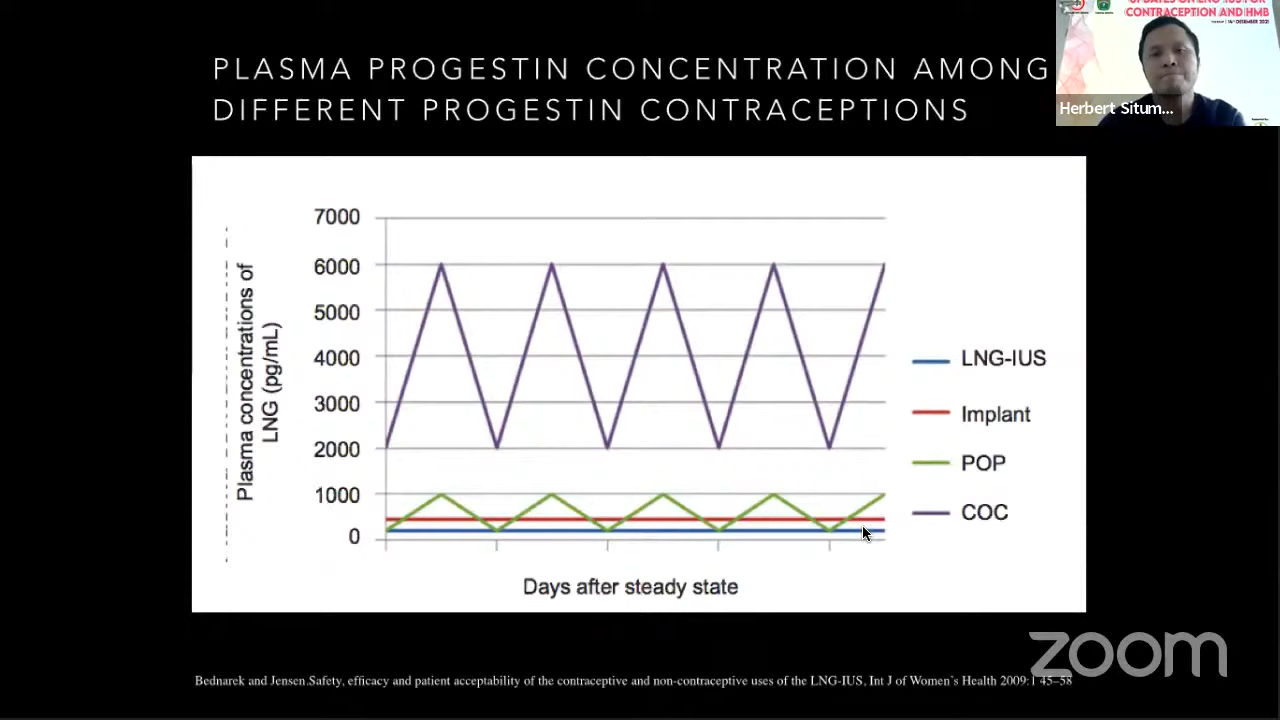 PLASMA PROGESTIN CONCENTRATION AMONG
DIFFERENT PROGESTIN CONTRACEPTIONS
CONTRACEPTION AND HMB
Herbert Situm...
7000
6000
5000
4000
3000
2000
1000
0
Plasma concentrations of
LNG (pg/mL)
LNG-IUS
Implant
POP
COC
Days after steady state
zoom
Bednarek and Jensen.Safety, efficacy and patient acceptability of the contraceptive and non-contraceptive uses of the LNG-IUS, Int J of Women's Health 2009:1 45–58